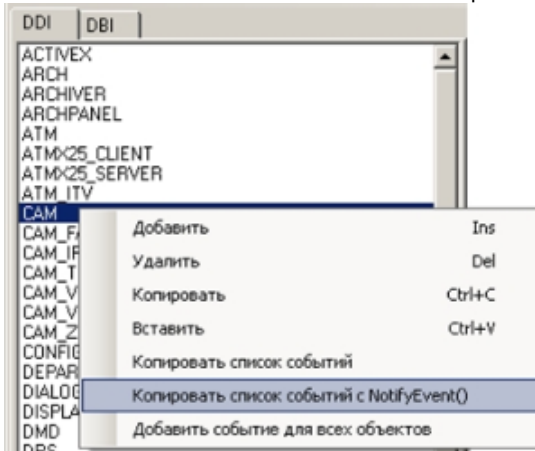 DDI DBI
ACTIVEX
ARCH
ARCHIVER
ARCHPANEL
ATM
ATMX25_CLIENT
ATMX25_SERVER
ATM_ITV
CAM
Добавить Ins
Удалить Del
Копировать Ctrl+C
Вставить Ctrl+V
Копировать список событий
Копировать список событий с NotifyEvent()
Добавить событие для всех объектов
DMD